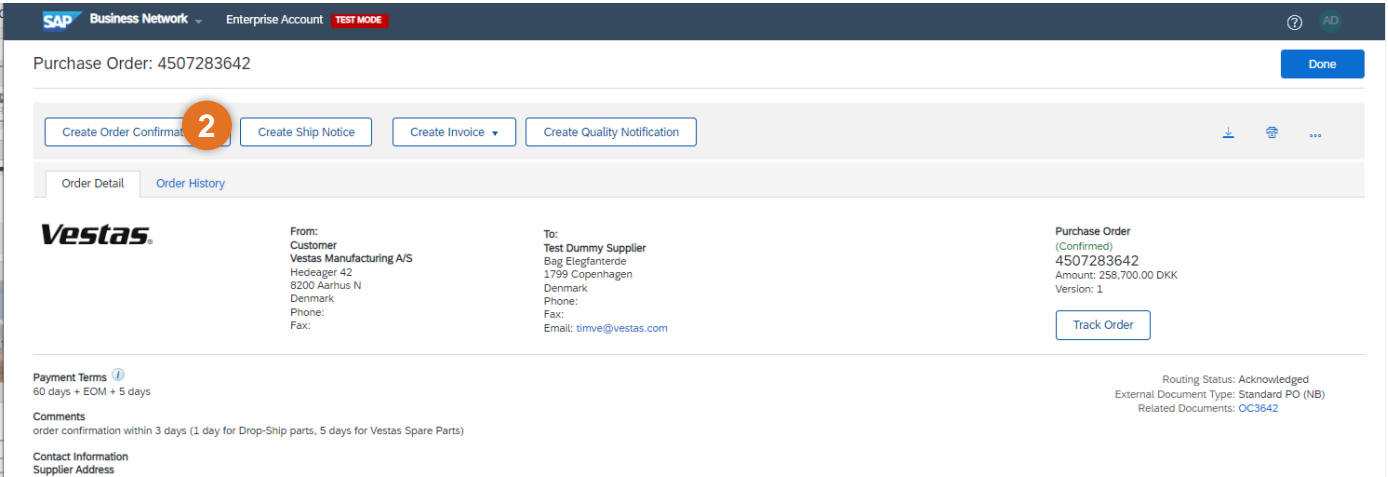 SAP Business Network Enterprise Account TEST MODE ? AD
Purchase Order: 4507283642
Done
Create Order Confirmat 2 Create Ship Notice Create Invoice Create Quality Notification
Order Detail Order History
Vestas.
From:
Customer
Vestas Manufacturing A/S
Hedeager 42
8200 Aarhus N
Denmark
Phone:
Fax:
To:
Test Dummy Supplier
Bag Elegfanterde
1799 Copenhagen
Denmark
Phone:
Fax:
Email: timve@vestas.com
Purchase Order
(Confirmed)
4507283642
Amount: 258,700.00 DKK
Version: 1
Track Order
Payment Terms i
60 days + EOM + 5 days
Comments
order confirmation within 3 days (1 day for Drop-Ship parts, 5 days for Vestas Spare Parts)
Contact Information
Supplier Address
Routing Status: Acknowledged
External Document Type: Standard PO (NB)
Related Documents: OC3642